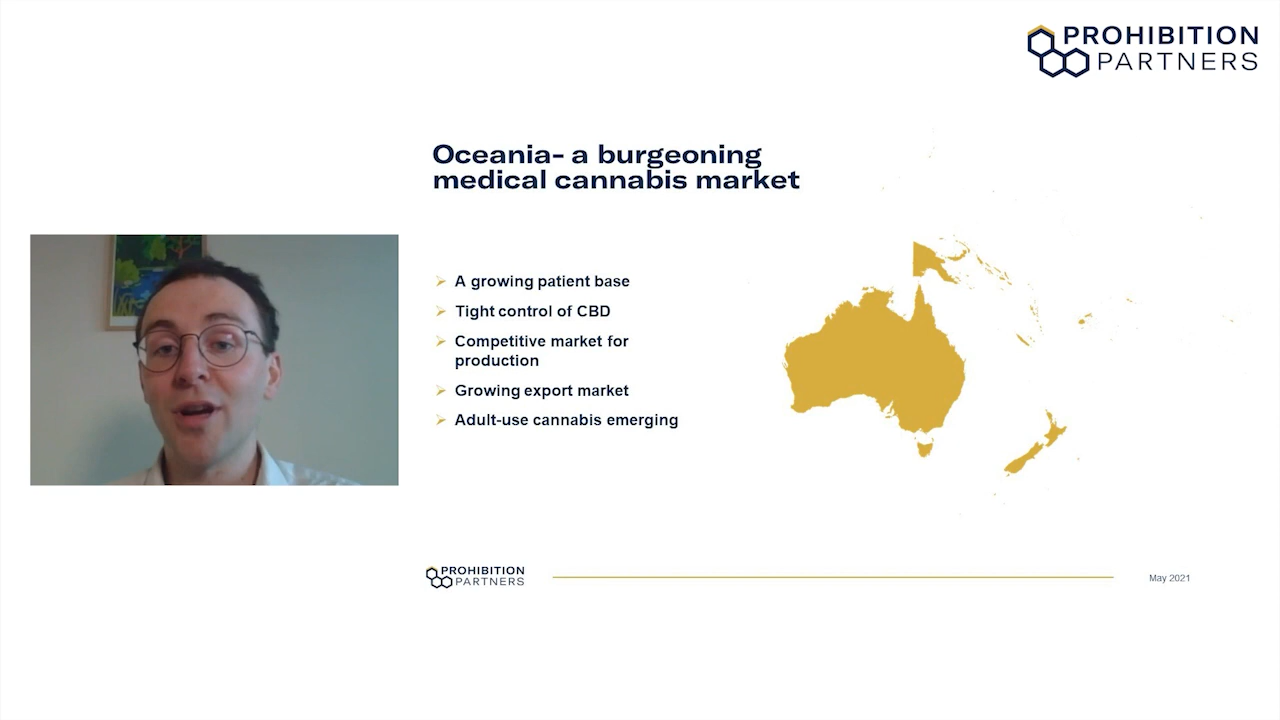 PROHIBITION
PARTNERS
Oceania- a burgeoning
medical cannabis market
A growing patient base
Tight control of CBD
Competitive market for
production
Growing export market
Adult-use cannabis emerging
PROHIBITION
PARTNERS
May 2021